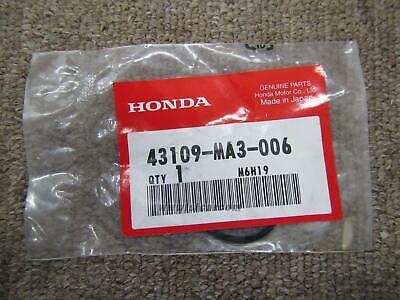 HONDA
GENUINE PARTS
Honda Motor Co., Ltd.
Made in Japan
43109-MA3-006
QTY 1 M6H19